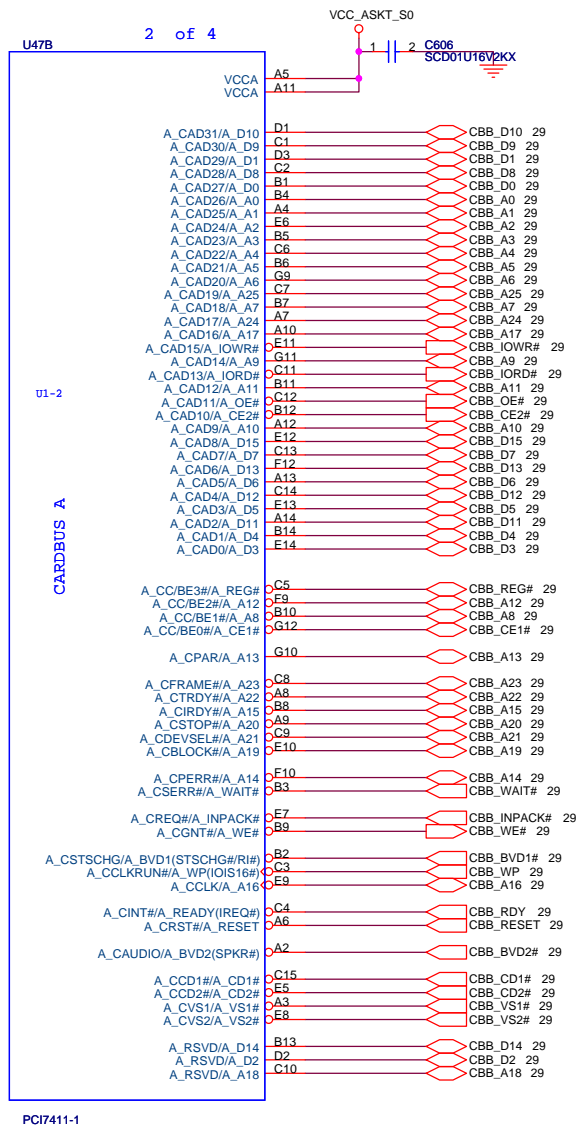 VCC_ASKT_S0
U47B
2 of 4
1 2 C606
SCD01U16V2KX
VCCA A5
VCCA A11
A_CAD31/A_D10 D1 CBB_D10 29
A_CAD30/A_D9 C1 CBB_D9 29
A_CAD29/A_D1 D3 CBB_D1 29
A_CAD28/A_D8 C2 CBB_D8 29
A_CAD27/A_D0 B1 CBB_D0 29
A_CAD26/A_A0 B4 CBB_A0 29
A_CAD25/A_A1 A4 CBB_A1 29
A_CAD24/A_A2 E6 CBB_A2 29
A_CAD23/A_A3 B5 CBB_A3 29
A_CAD22/A_A4 C6 CBB_A4 29
A_CAD21/A_A5 B6 CBB_A5 29
A_CAD20/A_A6 G9 CBB_A6 29
A_CAD19/A_A25 C7 CBB_A25 29
A_CAD18/A_A7 B7 CBB_A7 29
A_CAD17/A_A24 A7 CBB_A24 29
A_CAD16/A_A17 A10 CBB_A17 29
A_CAD15/A_IOWR# E11 CBB_IOWR# 29
A_CAD14/A_A9 G11 CBB_A9 29
A_CAD13/A_IORD# C11 CBB_IORD# 29
A_CAD12/A_A11 B11 CBB_A11 29
A_CAD11/A_OE# C12 CBB_OE# 29
A_CAD10/A_CE2# B12 CBB_CE2# 29
A_CAD9/A_A10 A12 CBB_A10 29
A_CAD8/A_D15 E12 CBB_D15 29
A_CAD7/A_D7 C13 CBB_D7 29
A_CAD6/A_D13 F12 CBB_D13 29
A_CAD5/A_D6 A13 CBB_D6 29
A_CAD4/A_D12 C14 CBB_D12 29
A_CAD3/A_D5 E13 CBB_D5 29
A_CAD2/A_D11 A14 CBB_D11 29
A_CAD1/A_D4 B14 CBB_D4 29
A_CAD0/A_D3 E14 CBB_D3 29
U1-2
CARDBUS A
A_CC/BE3#/A_REG# C5 CBB_REG# 29
A_CC/BE2#/A_A12 F9 CBB_A12 29
A_CC/BE1#/A_A8 B10 CBB_A8 29
A_CC/BE0#/A_CE1# G12 CBB_CE1# 29
A_CPAR/A_A13 G10 CBB_A13 29
A_CFRAME#/A_A23 C8 CBB_A23 29
A_CTRDY#/A_A22 A8 CBB_A22 29
A_CIRDY#/A_A15 B8 CBB_A15 29
A_CSTOP#/A_A20 A9 CBB_A20 29
A_CDEVSEL#/A_A21 C9 CBB_A21 29
A_CBLOCK#/A_A19 E10 CBB_A19 29
A_CPERR#/A_A14 F10 CBB_A14 29
A_CSERR#/A_WAIT# B3 CBB_WAIT# 29
A_CREQ#/A_INPACK# E7 CBB_INPACK# 29
A_CGNT#/A_WE# B9 CBB_WE# 29
A_CSTSCHG/A_BVD1(STSCHG#/RI#) B2 CBB_BVD1# 29
A_CCLKRUN#/A_WP(IOIS16#) C3 CBB_WP 29
A_CCLK/A_A16 E9 CBB_A16 29
A_CINT#/A_READY(IREQ#) C4 CBB_RDY 29
A_CRST#/A_RESET A6 CBB_RESET 29
A_CAUDIO/A_BVD2(SPKR#) A2 CBB_BVD2# 29
A_CCD1#/A_CD1# C15 CBB_CD1# 29
A_CCD2#/A_CD2# E5 CBB_CD2# 29
A_CVS1/A_VS1# A3 CBB_VS1# 29
A_CVS2/A_VS2# E8 CBB_VS2# 29
A_RSVD/A_D14 B13 CBB_D14 29
A_RSVD/A_D2 D2 CBB_D2 29
A_RSVD/A_A18 C10 CBB_A18 29
PCI7411-1